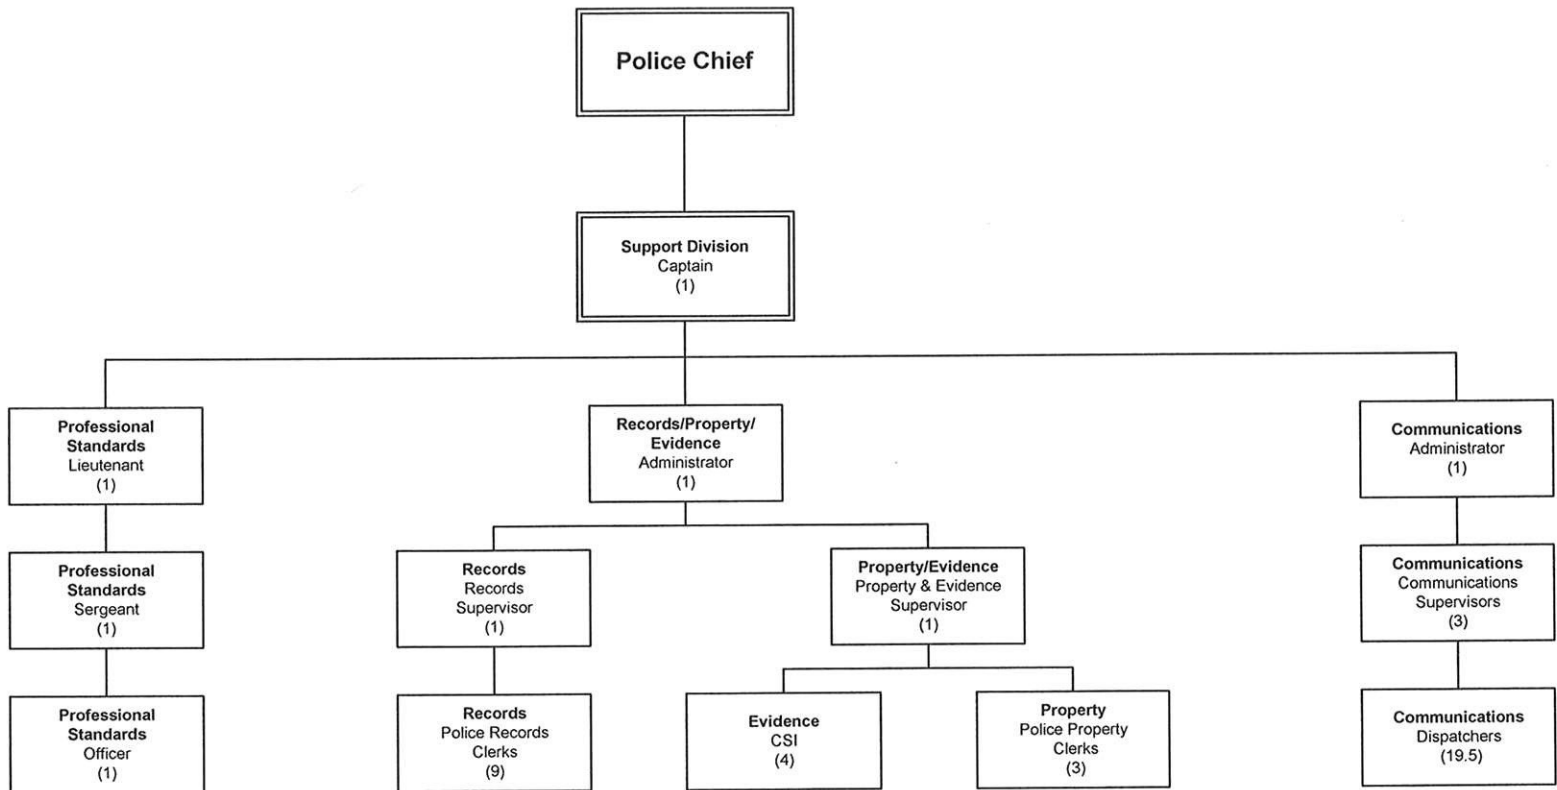 Police Chief
Support Division
Captain
(1)
Professional
Standards
Lieutenant
(1)
Records/Property/
Evidence
Administrator
(1)
Communications
Administrator
(1)
Professional
Standards
Sergeant
(1)
Records
Records
Supervisor
(1)
Property/Evidence
Property & Evidence
Supervisor
(1)
Communications
Communications
Supervisors
(3)
Professional
Standards
Officer
(1)
Records
Police Records
Clerks
(9)
Evidence
CSI
(4)
Property
Police Property
Clerks
(3)
Communications
Dispatchers
(19.5)